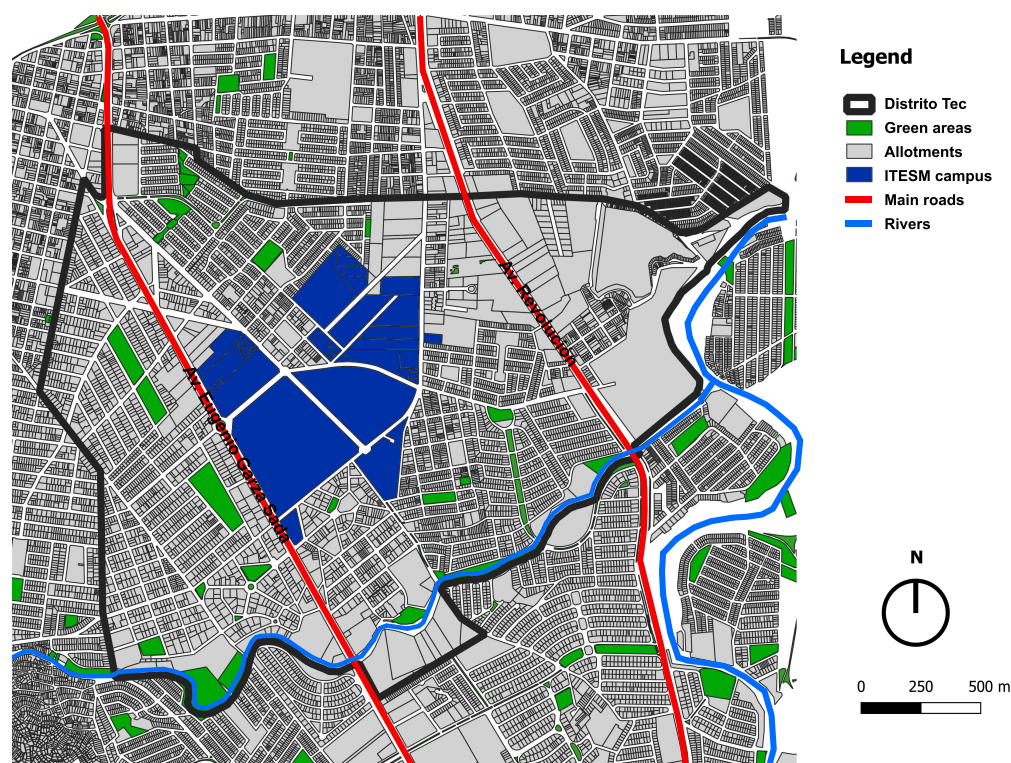 Legend
Distrito Tec
Green areas
Allotments
ITESM campus
Main roads
Rivers
Av. Revolucion
Av. Eugenio Garza Sada
N
0 250 500 m